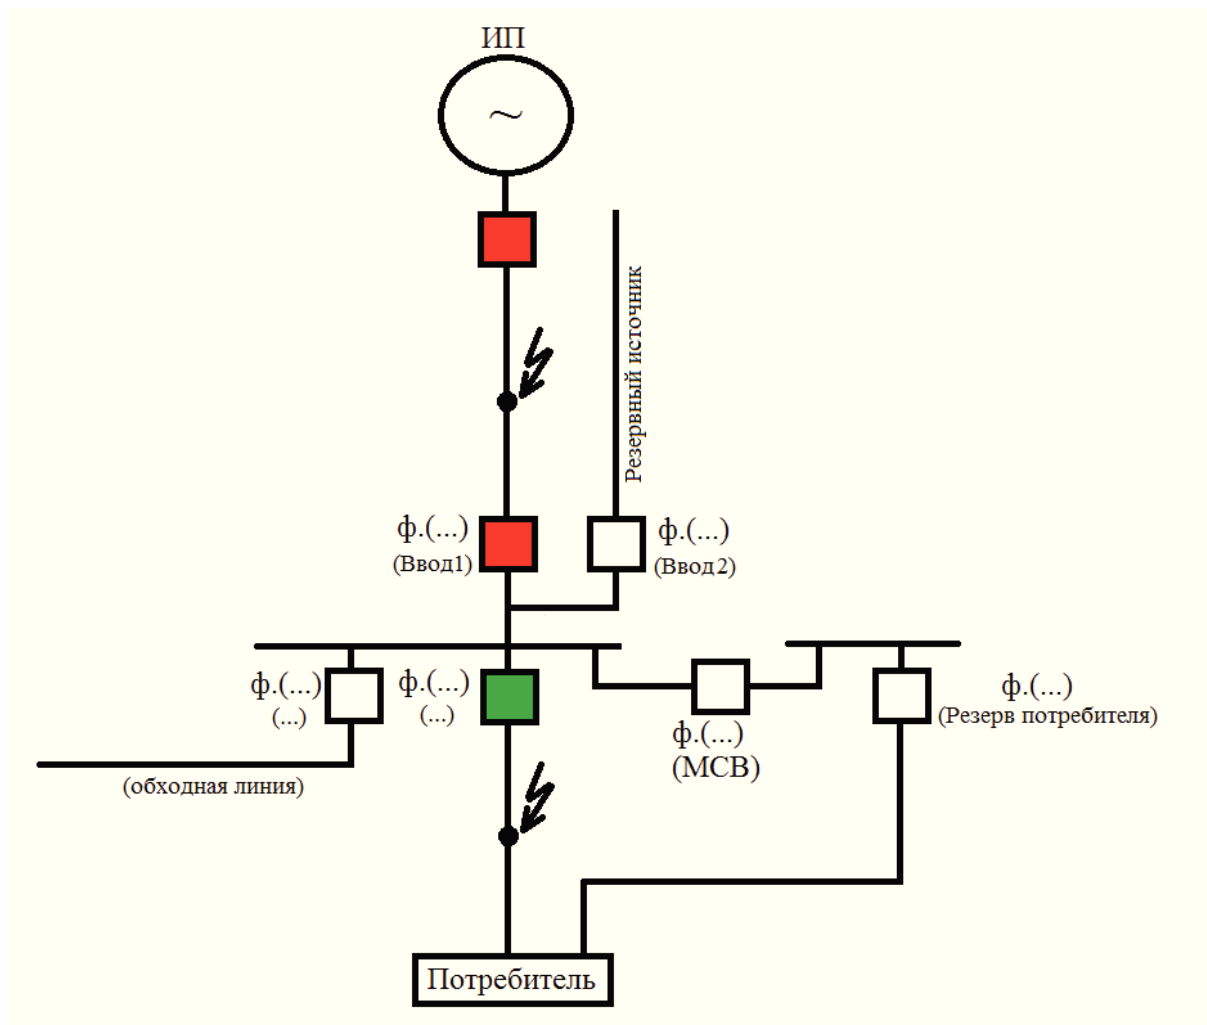 ИП
~
Резервный источник
ф.(...)
(Ввод1)
ф.(...)
(Ввод2)
ф.(...)
(...)
ф.(...)
(...)
ф.(...)
(МСВ)
ф.(...)
(Резерв потребителя)
(обходная линия)
Потребитель